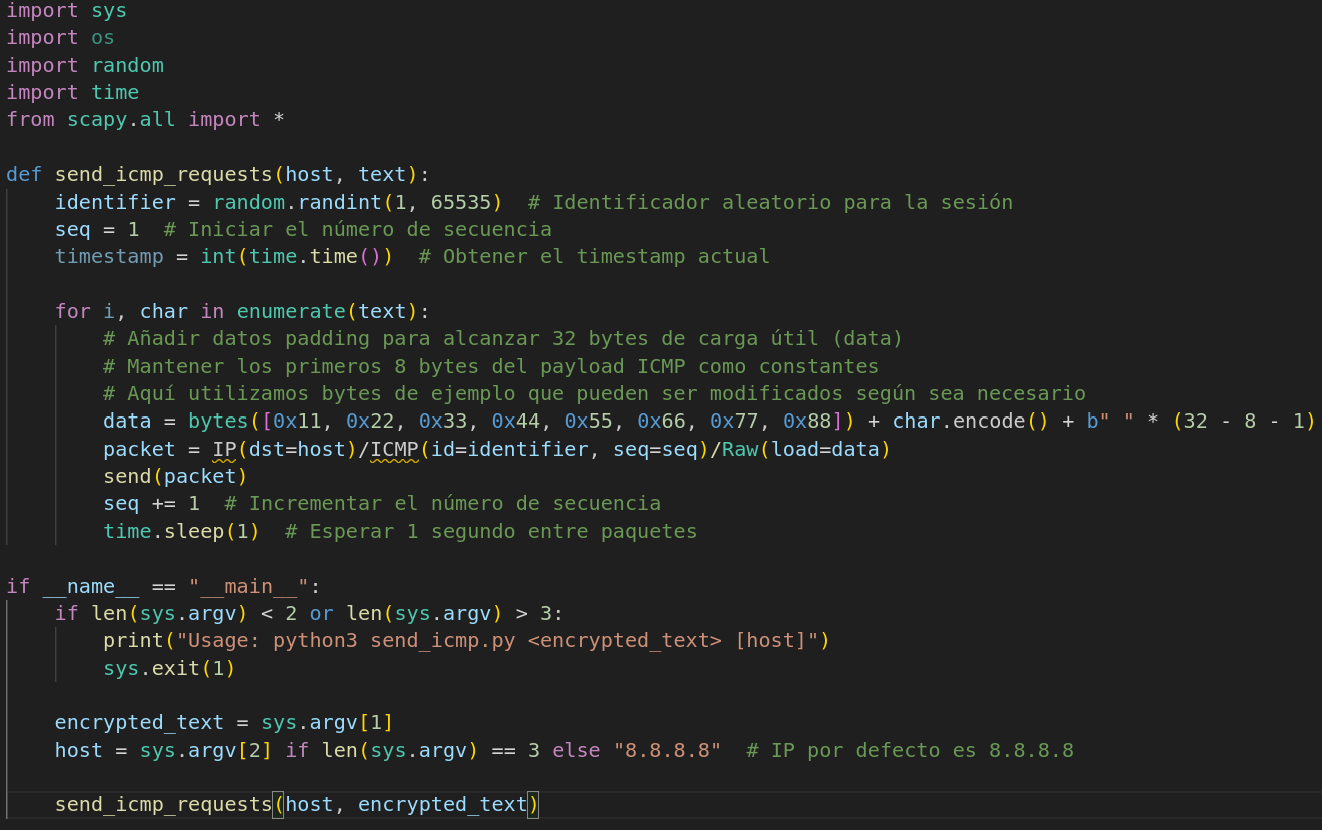 import sys
import os
import random
import time
from scapy.all import *

def send_icmp_requests(host, text):
    identifier = random.randint(1, 65535)  # Identificador aleatorio para la sesión
    seq = 1  # Iniciar el número de secuencia
    timestamp = int(time.time())  # Obtener el timestamp actual

    for i, char in enumerate(text):
        # Añadir datos padding para alcanzar 32 bytes de carga útil (data)
        # Mantener los primeros 8 bytes del payload ICMP como constantes
        # Aquí utilizamos bytes de ejemplo que pueden ser modificados según sea necesario
        data = bytes([0x11, 0x22, 0x33, 0x44, 0x55, 0x66, 0x77, 0x88]) + char.encode() + b" " * (32 - 8 - 1)
        packet = IP(dst=host)/ICMP(id=identifier, seq=seq)/Raw(load=data)
        send(packet)
        seq += 1  # Incrementar el número de secuencia
        time.sleep(1)  # Esperar 1 segundo entre paquetes

if __name__ == "__main__":
    if len(sys.argv) < 2 or len(sys.argv) > 3:
        print("Usage: python3 send_icmp.py <encrypted_text> [host]")
        sys.exit(1)

    encrypted_text = sys.argv[1]
    host = sys.argv[2] if len(sys.argv) == 3 else "8.8.8.8"  # IP por defecto es 8.8.8.8

    send_icmp_requests(host, encrypted_text)